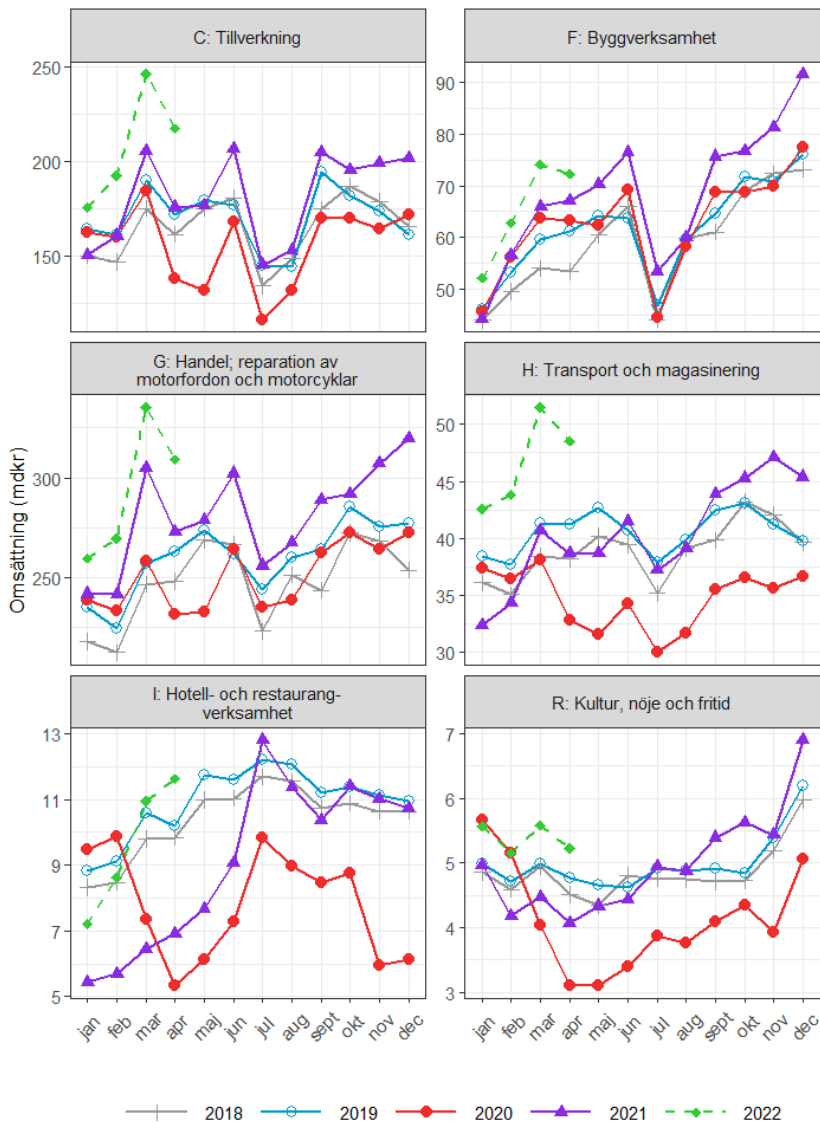 C: Tillverkning
F: Byggverksamhet
250
200
150
90
80
70
60
50
G: Handel; reparation av
motorfordon och motorcyklar
H: Transport och magasinering
Omsättning (mdkr)
300
250
50
45
40
35
30
I: Hotell- och restaurang-
verksamhet
R: Kultur, nöje och fritid
13
11
9
7
5
7
6
5
4
3
jan feb mar apr maj jun jul aug sept okt nov dec
jan feb mar apr maj jun jul aug sept okt nov dec
2018 2019 2020 2021 2022